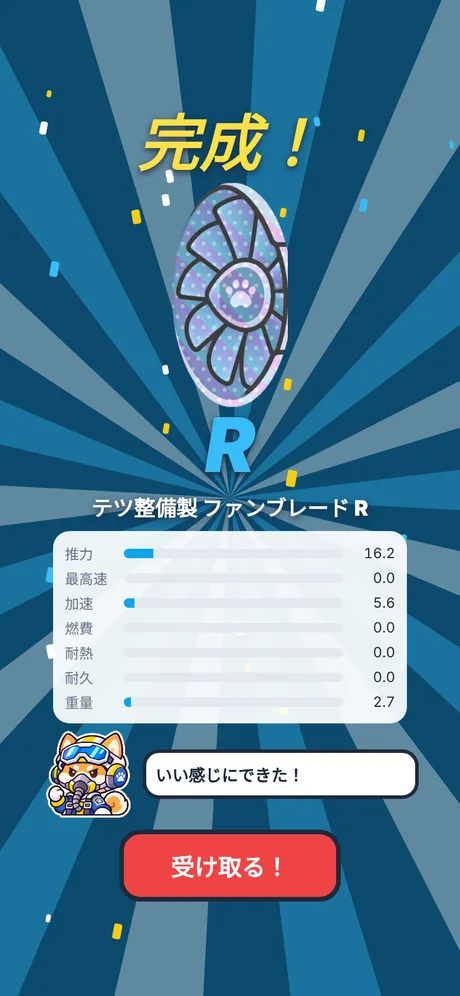 完成！
R
テツ整備製 ファンブレード R
推力 16.2
最高速 0.0
加速 5.6
燃費 0.0
耐熱 0.0
耐久 0.0
重量 2.7
いい感じにできた！
受け取る！